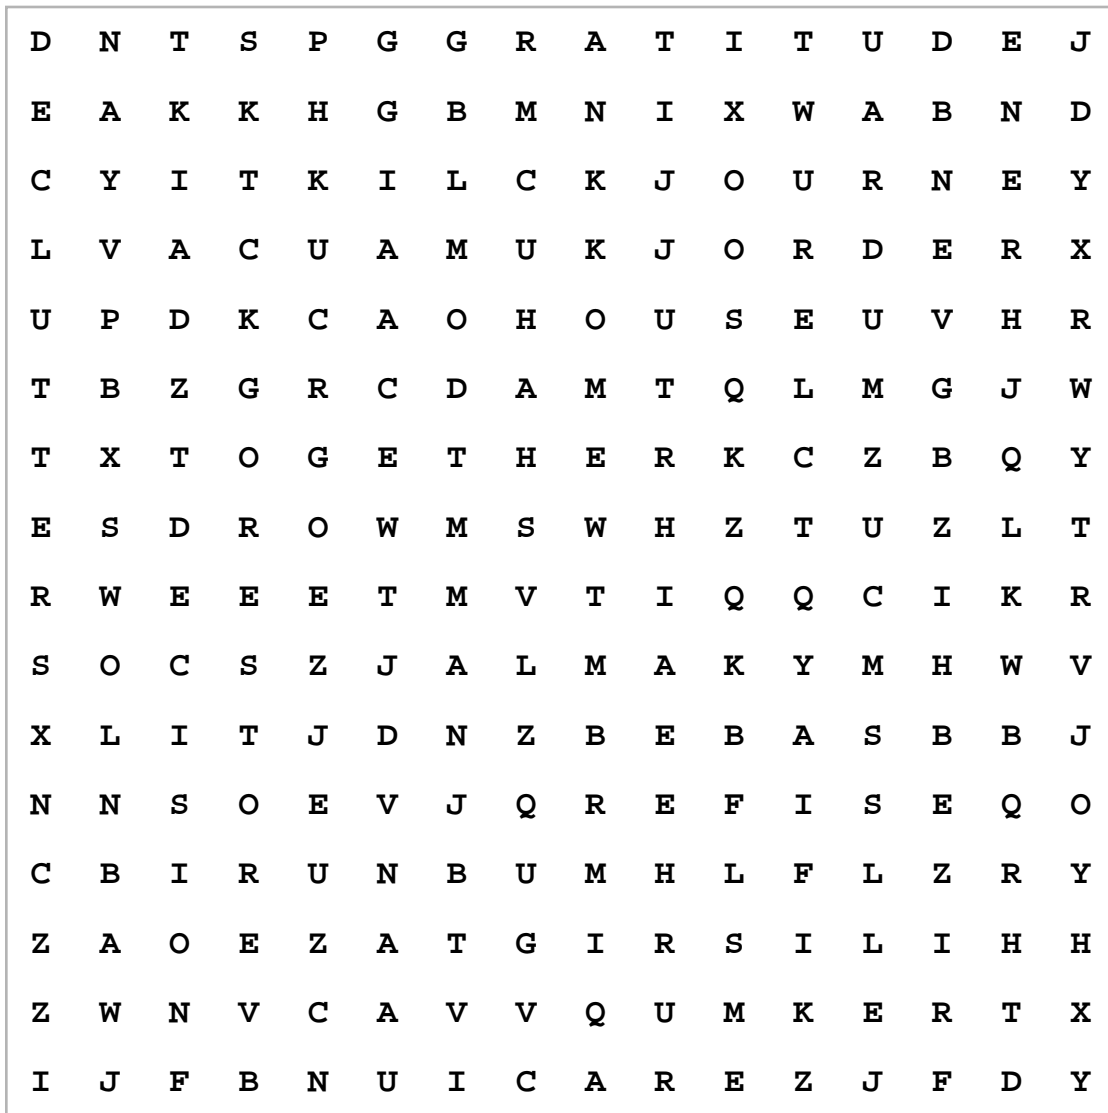 D N T S P G G R A T I T U D E J
E A K K H G B M N I X W A B N D
C Y I T K I L C K J O U R N E Y
L V A C U A M U K J O R D E R X
U P D K C A O H O U S E U V H R
T B Z G R C D A M T Q L M G J W
T X T O G E T H E R K C Z B Q Y
E S D R O W M S W H Z T U Z L T
R W E E E T M V T I Q Q C I K R
S O C S Z J A L M A K Y M H W V
X L I T J D N Z B E B A S B B J
N N S O E V J Q R E F I S E Q O
C B I R U N B U M H L F L Z R Y
Z A O E Z A T G I R S I L I H H
Z W N V C A V V Q U M K E R T X
I J F B N U I C A R E Z J F D Y